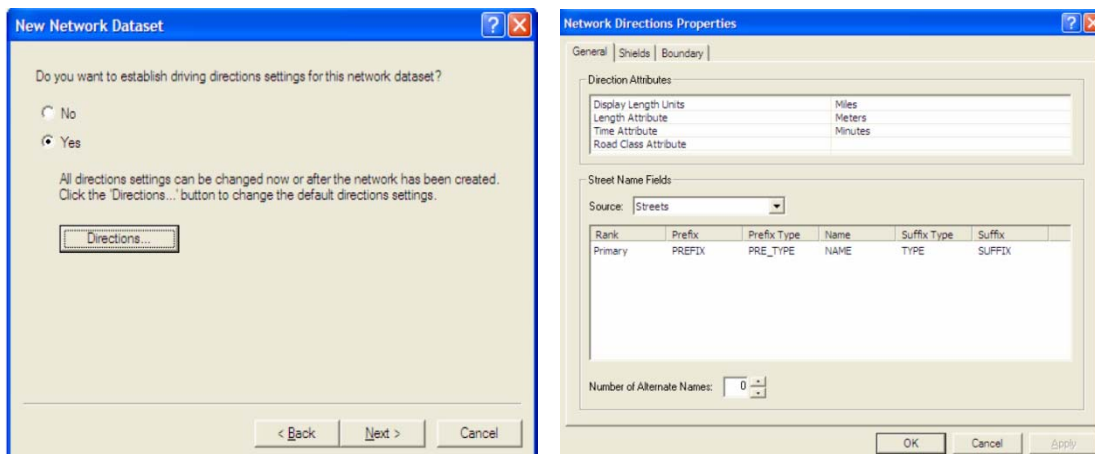 New Network Dataset
Do you want to establish driving directions settings for this network dataset?
No
Yes
All directions settings can be changed now or after the network has been created.
Click the 'Directions...' button to change the default directions settings.
Directions...
< Back Next > Cancel
Network Directions Properties
General Shields Boundary
Direction Attributes
Display Length Units Miles
Length Attribute Meters
Time Attribute Minutes
Road Class Attribute
Street Name Fields
Source: Streets
Rank Prefix Prefix Type Name Suffix Type Suffix
Primary PREFIX PRE_TYPE NAME TYPE SUFFIX
Number of Alternate Names: 0
OK Cancel Apply